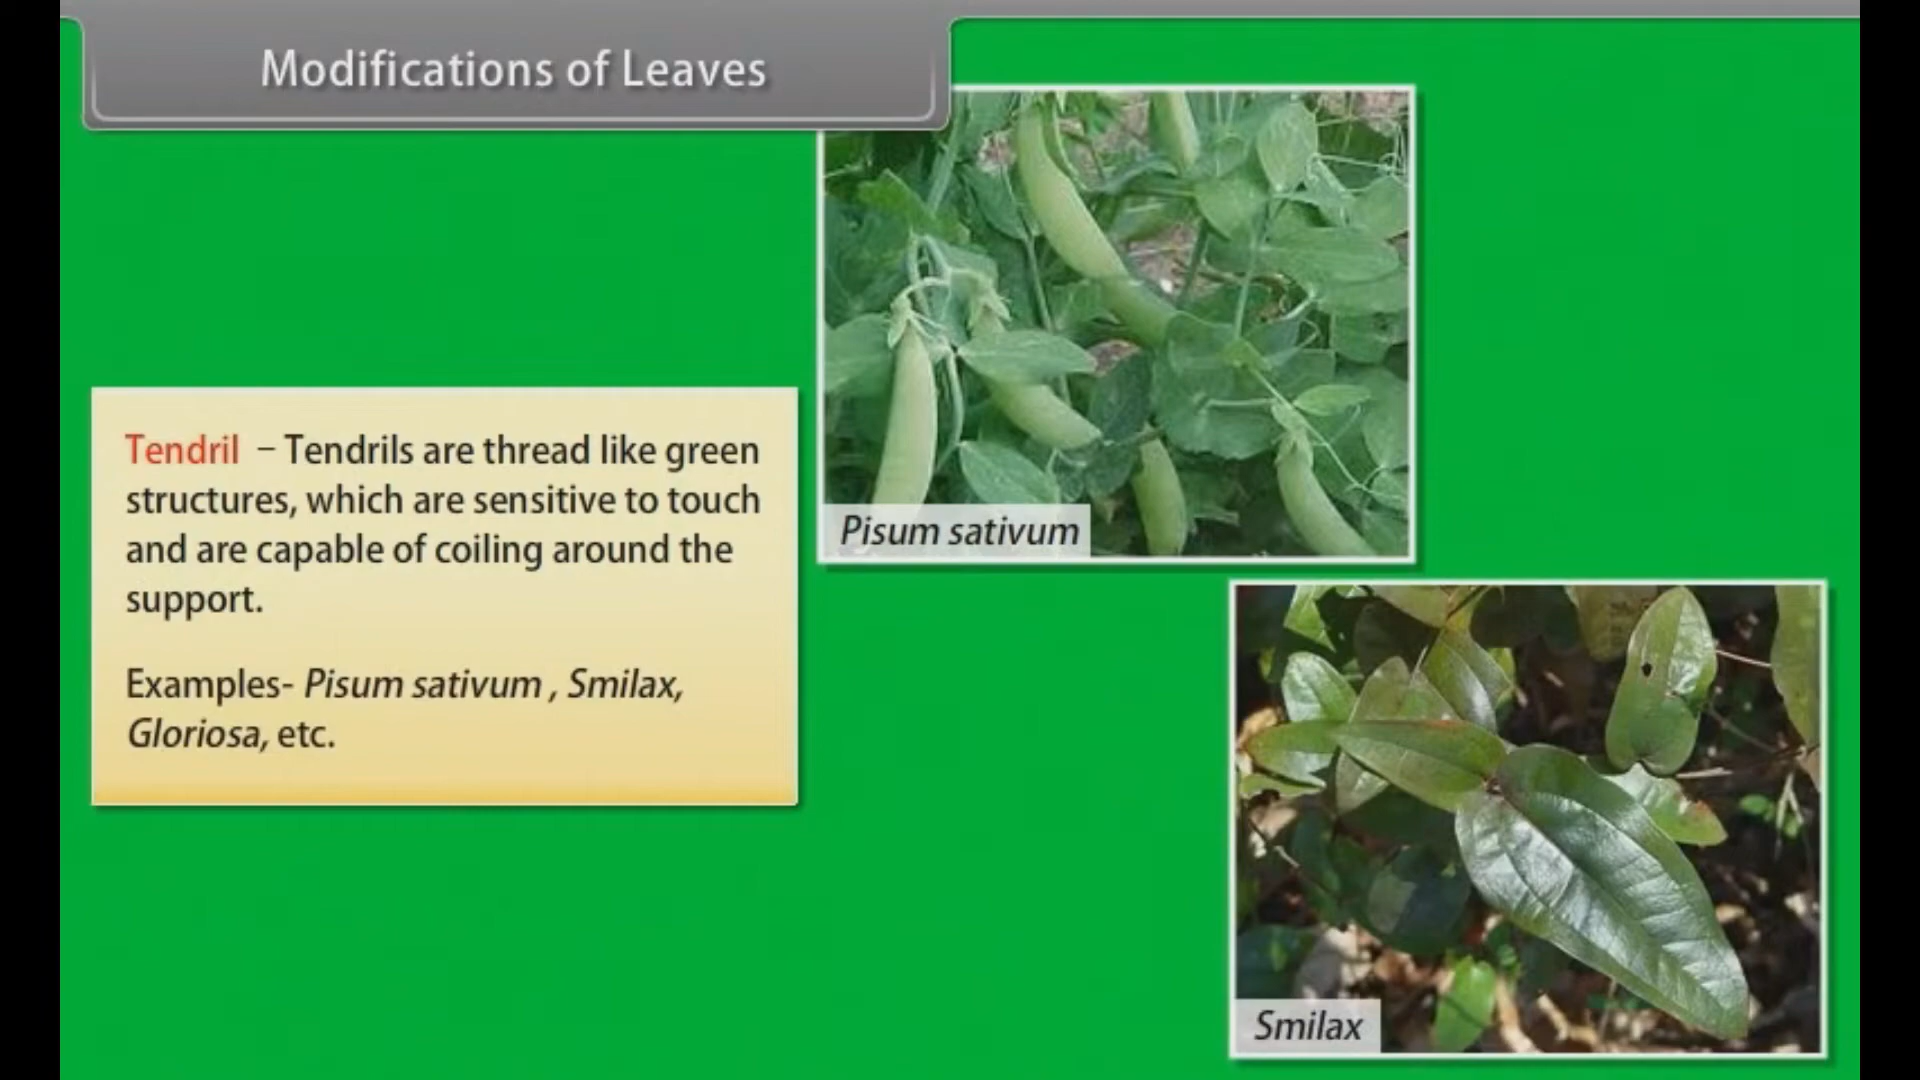 Modifications of Leaves
Tendril – Tendrils are thread like green
structures, which are sensitive to touch
and are capable of coiling around the
support.
Examples- Pisum sativum , Smilax,
Gloriosa, etc.
Pisum sativum
Smilax